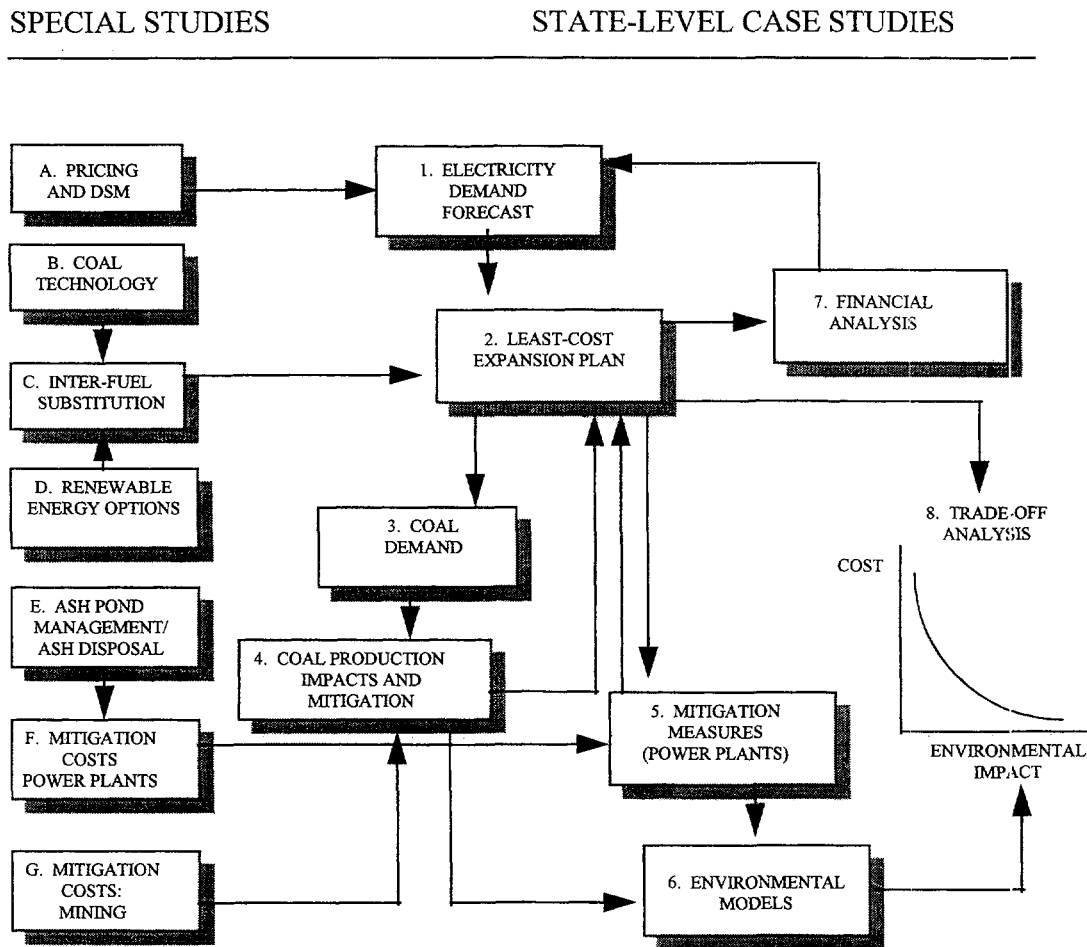 SPECIAL STUDIES
STATE-LEVEL CASE STUDIES
A. PRICING
AND DSM
1. ELECTRICITY
DEMAND
FORECAST
B. COAL
TECHNOLOGY
7. FINANCIAL
ANALYSIS
2. LEAST-COST
EXPANSION PLAN
C. INTER-FUEL
SUBSTITUTION
D. RENEWABLE
ENERGY OPTIONS
3. COAL
DEMAND
8. TRADE-OFF
ANALYSIS
COST
E. ASH POND
MANAGEMENT/
ASH DISPOSAL
4. COAL PRODUCTION
IMPACTS AND
MITIGATION
5. MITIGATION
MEASURES
(POWER PLANTS)
F. MITIGATION
COSTS
POWER PLANTS
ENVIRONMENTAL
IMPACT
G. MITIGATION
COSTS:
MINING
6. ENVIRONMENTAL
MODELS